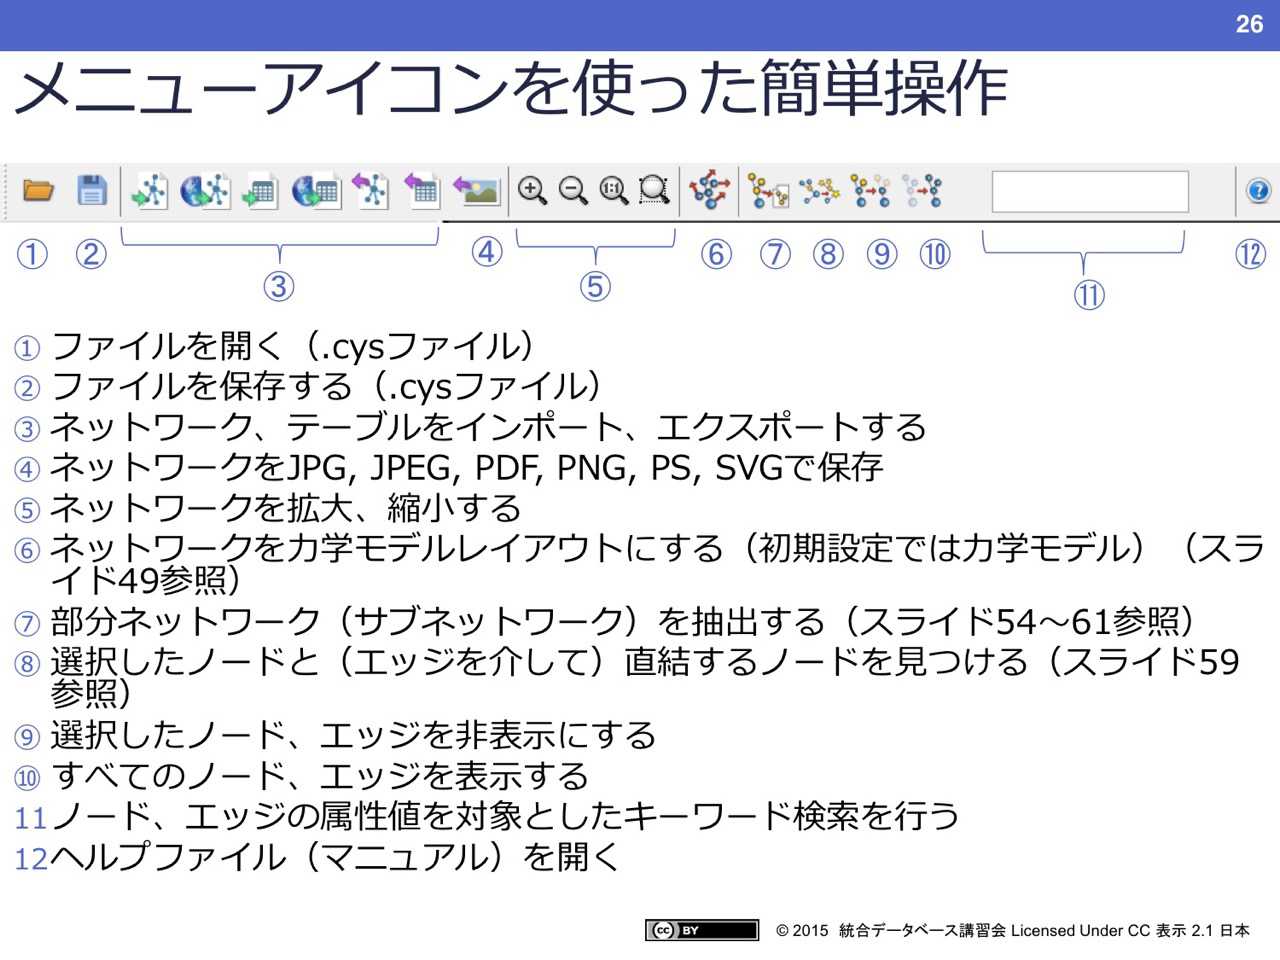 26
メニューアイコンを使った簡単操作
1:1
?
① ② ③ ④ ⑤ ⑥ ⑦ ⑧ ⑨ ⑩ ⑪ ⑫
① ファイルを開く（.cysファイル）
② ファイルを保存する（.cysファイル）
③ ネットワーク、テーブルをインポート、エクスポートする
④ ネットワークをJPG, JPEG, PDF, PNG, PS, SVGで保存
⑤ ネットワークを拡大、縮小する
⑥ ネットワークを力学モデルレイアウトにする（初期設定では力学モデル）（スラ
イド49参照）
⑦ 部分ネットワーク（サブネットワーク）を抽出する（スライド54～61参照）
⑧ 選択したノードと（エッジを介して）直結するノードを見つける（スライド59
参照）
⑨ 選択したノード、エッジを非表示にする
⑩ すべてのノード、エッジを表示する
11 ノード、エッジの属性値を対象としたキーワード検索を行う
12 ヘルプファイル（マニュアル）を開く
cc BY © 2015 統合データベース講習会 Licensed Under CC 表示 2.1 日本